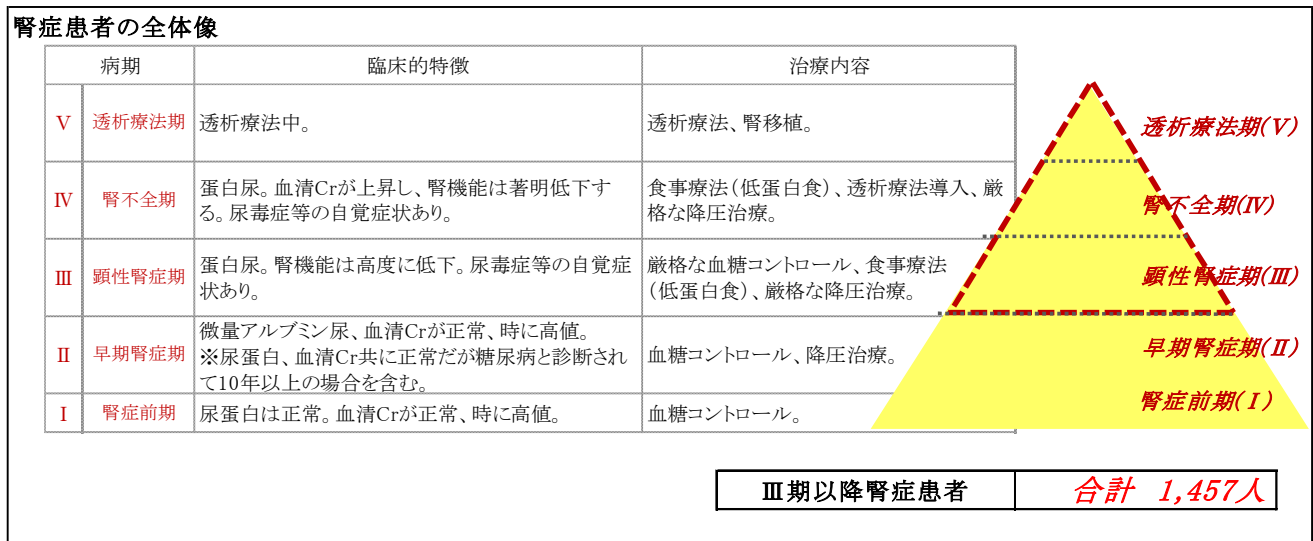 腎症患者の全体像
病期 臨床的特徴 治療内容
Ⅴ 透析療法期 透析療法中。 透析療法、腎移植。
Ⅳ 腎不全期 蛋白尿。血清Crが上昇し、腎機能は著明低下す
る。尿毒症等の自覚症状あり。
食事療法(低蛋白食)、透析療法導入、厳
格な降圧治療。
Ⅲ 顕性腎症期 蛋白尿。腎機能は高度に低下。尿毒症等の自覚症
状あり。
厳格な血糖コントロール、食事療法
(低蛋白食)、厳格な降圧治療。
Ⅱ 早期腎症期 微量アルブミン尿、血清Crが正常、時に高値。
※尿蛋白、血清Cr共に正常だが糖尿病と診断され
て10年以上の場合を含む。
血糖コントロール、降圧治療。
Ⅰ 腎症前期 尿蛋白は正常。血清Crが正常、時に高値。 血糖コントロール。
透析療法期(Ⅴ)
腎不全期(Ⅳ)
顕性腎症期(Ⅲ)
早期腎症期(Ⅱ)
腎症前期(Ⅰ)
Ⅲ期以降腎症患者 合計 1,457人